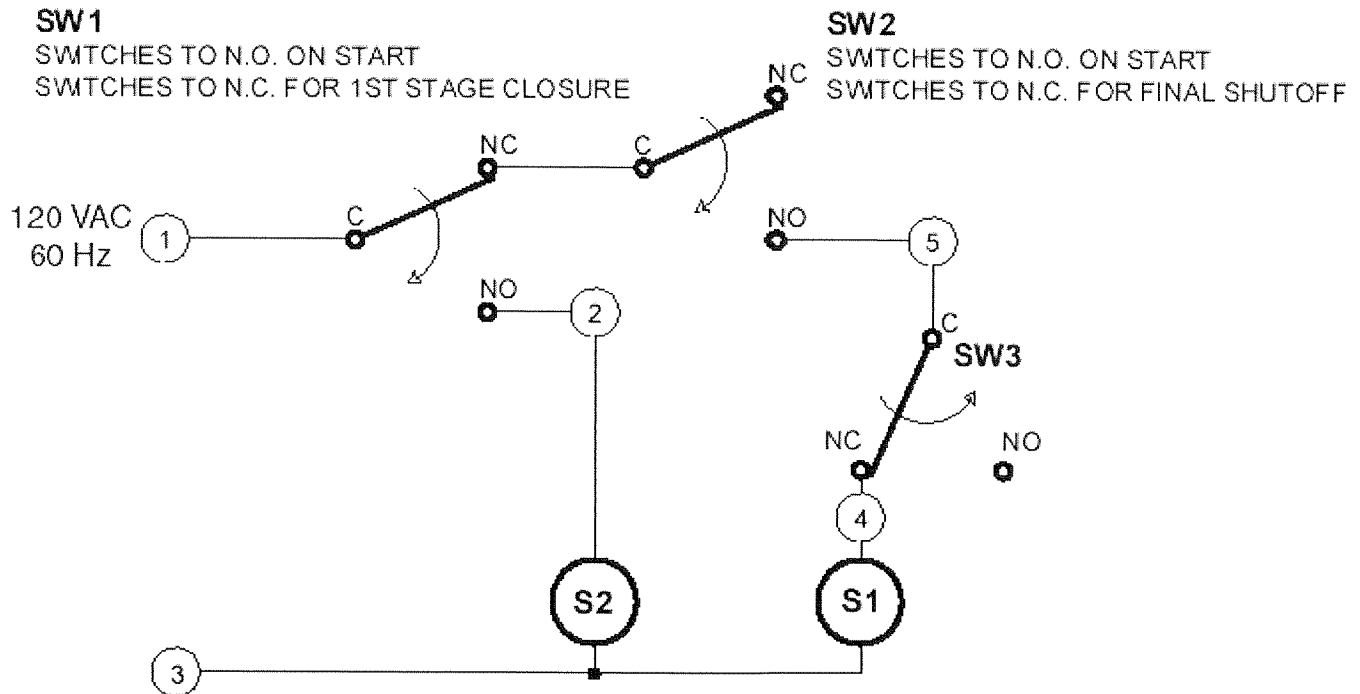 SW1
SWITCHES TO N.O. ON START
SWITCHES TO N.C. FOR 1ST STAGE CLOSURE
SW2
SWITCHES TO N.O. ON START
SWITCHES TO N.C. FOR FINAL SHUTOFF
NC
NC
C
C
120 VAC
60 Hz
1
NO
5
NO
2
C
SW3
NC
NO
4
S2
S1
3